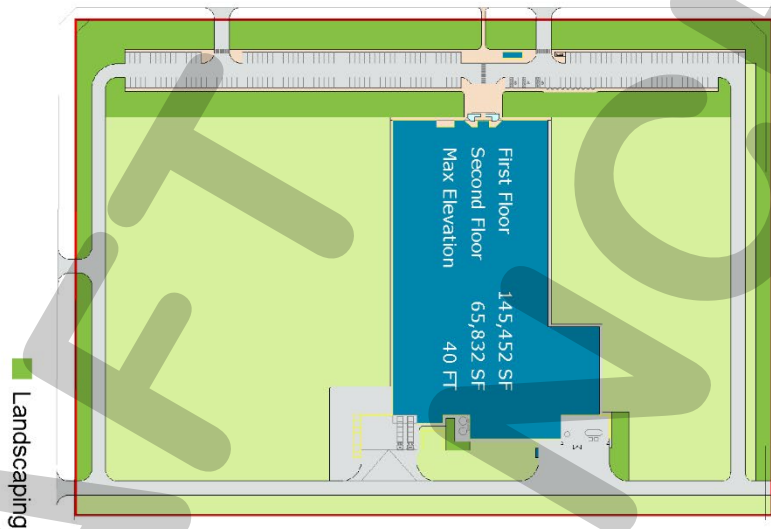 First Floor 145,452 SF
Second Floor 65,832 SF
Max Elevation 40 FT
Landscaping